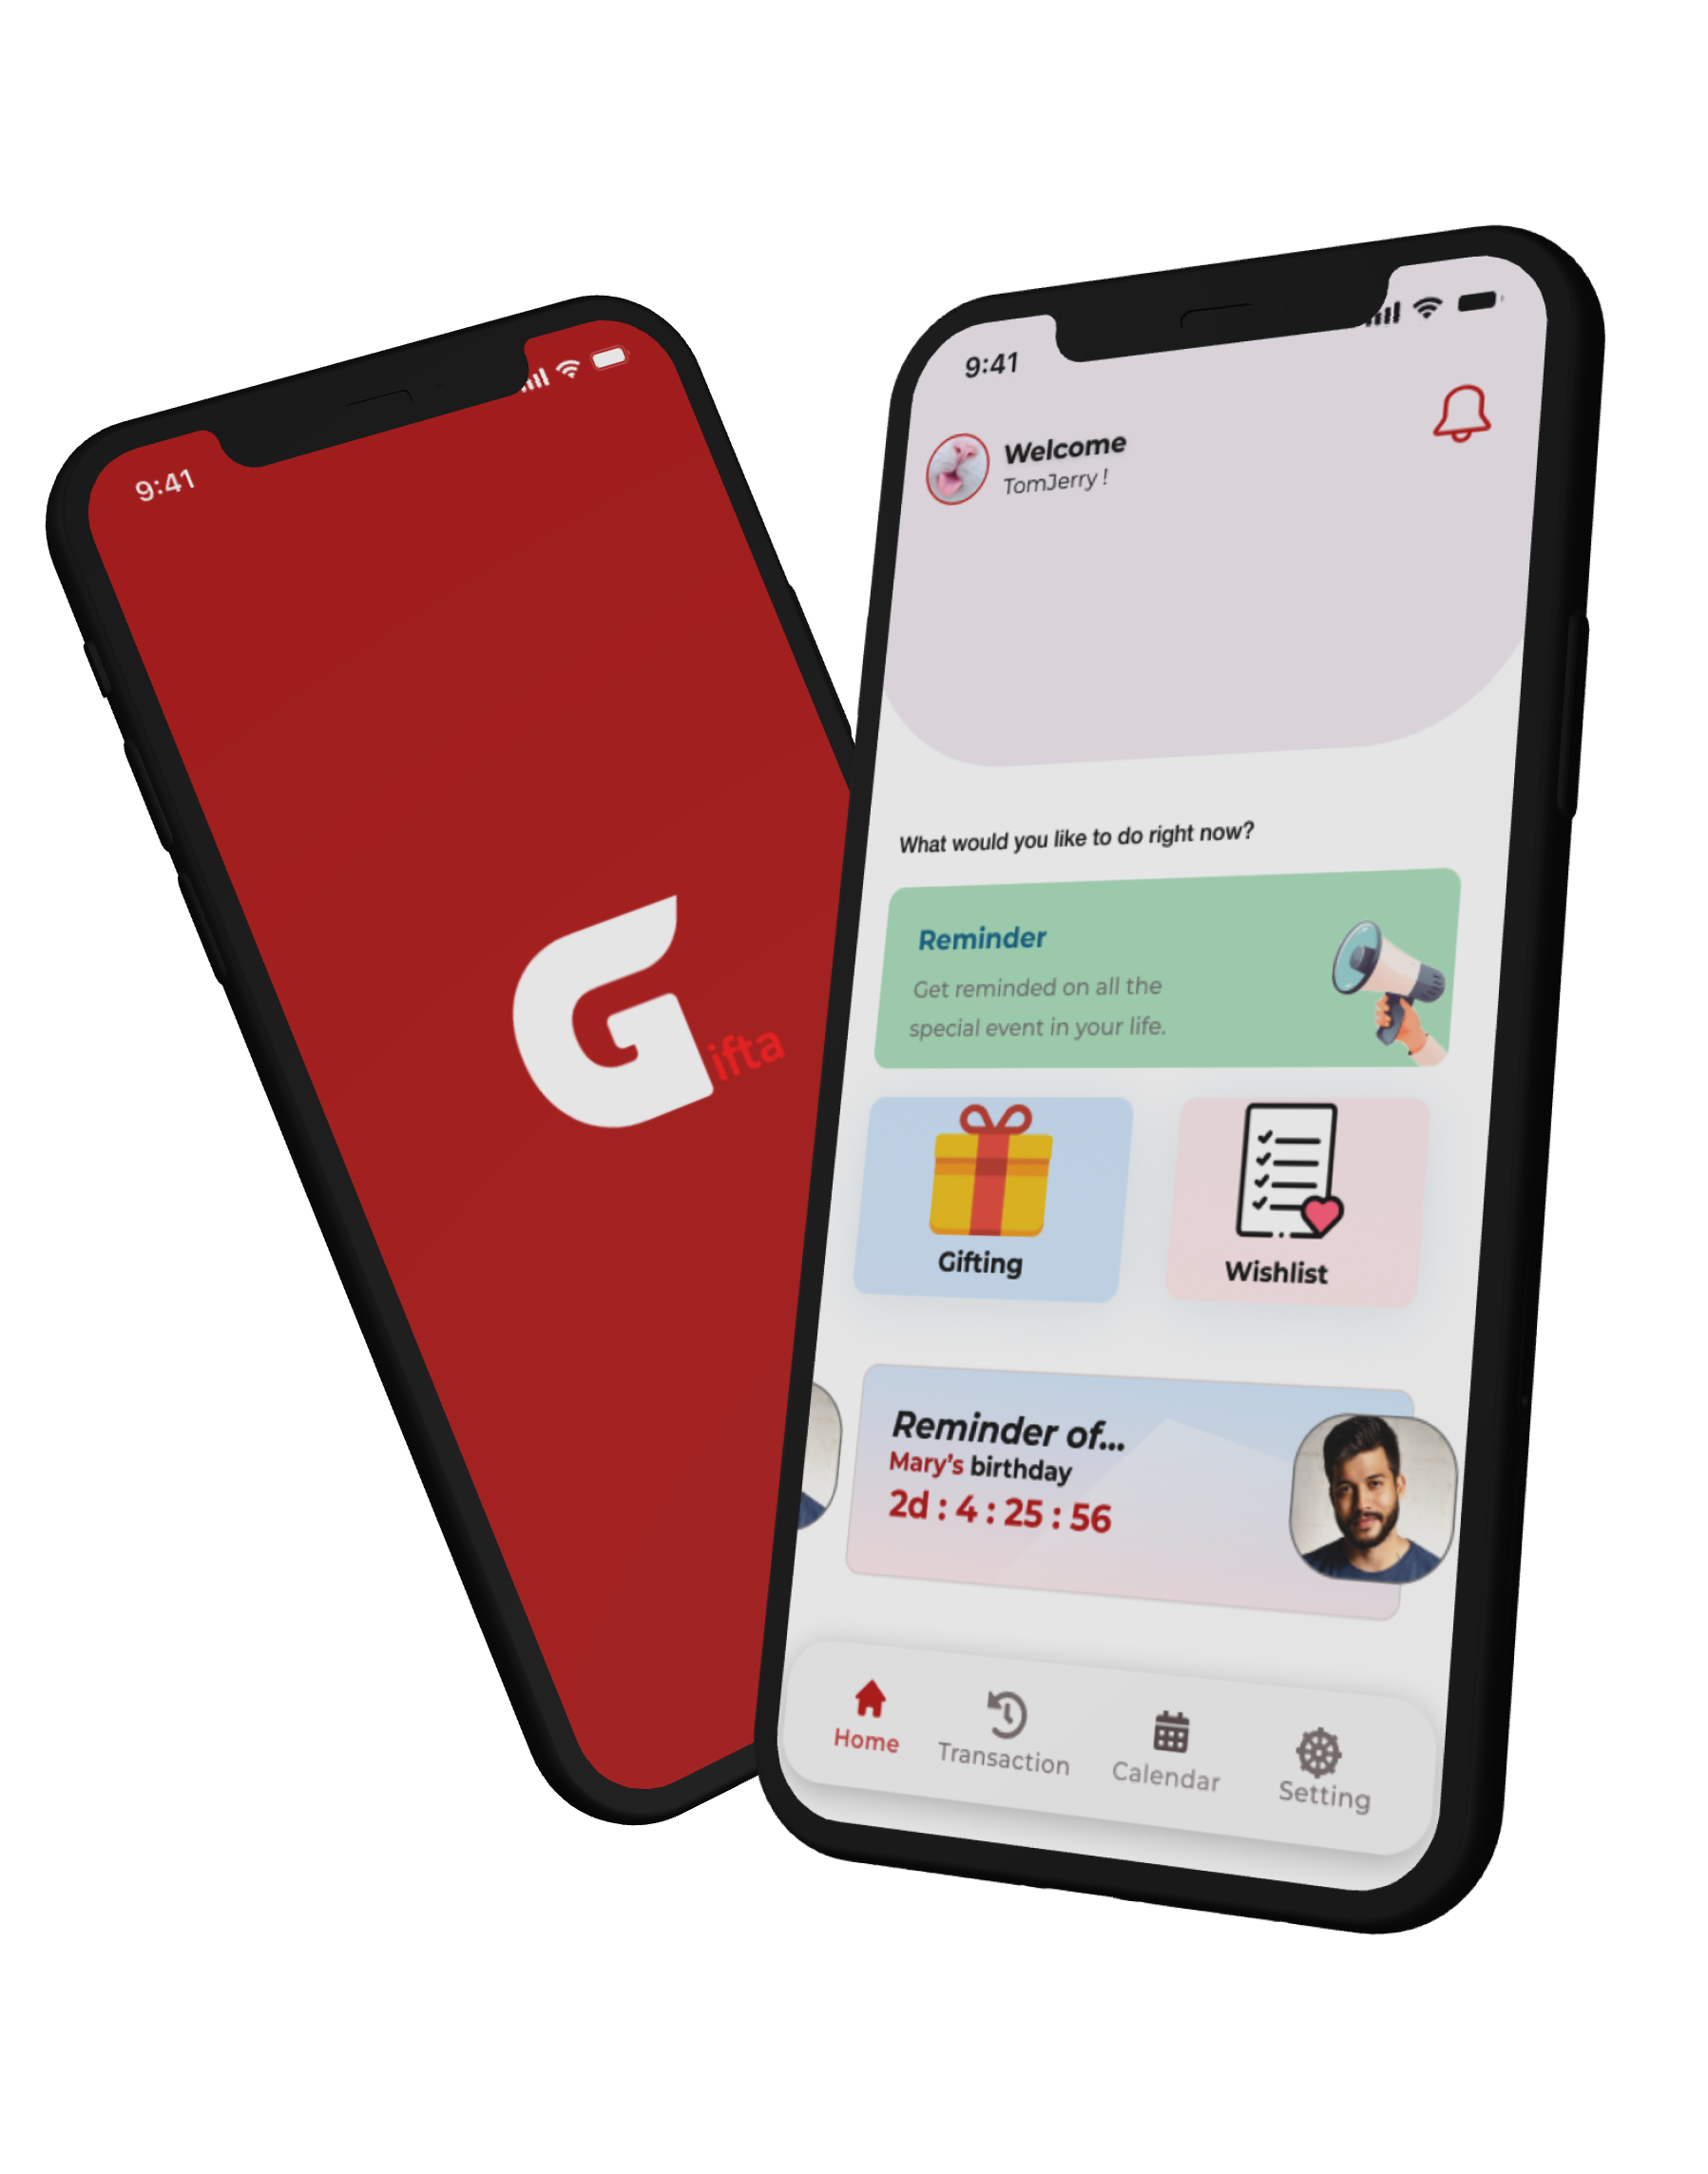 9:41
Gifta
9:41
Welcome
TomJerry !
What would you like to do right now?
Reminder
Get reminded on all the
special event in your life.
Gifting
Wishlist
Reminder of...
Mary's birthday
2d : 4 : 25 : 56
Home
Transaction
Calendar
Setting